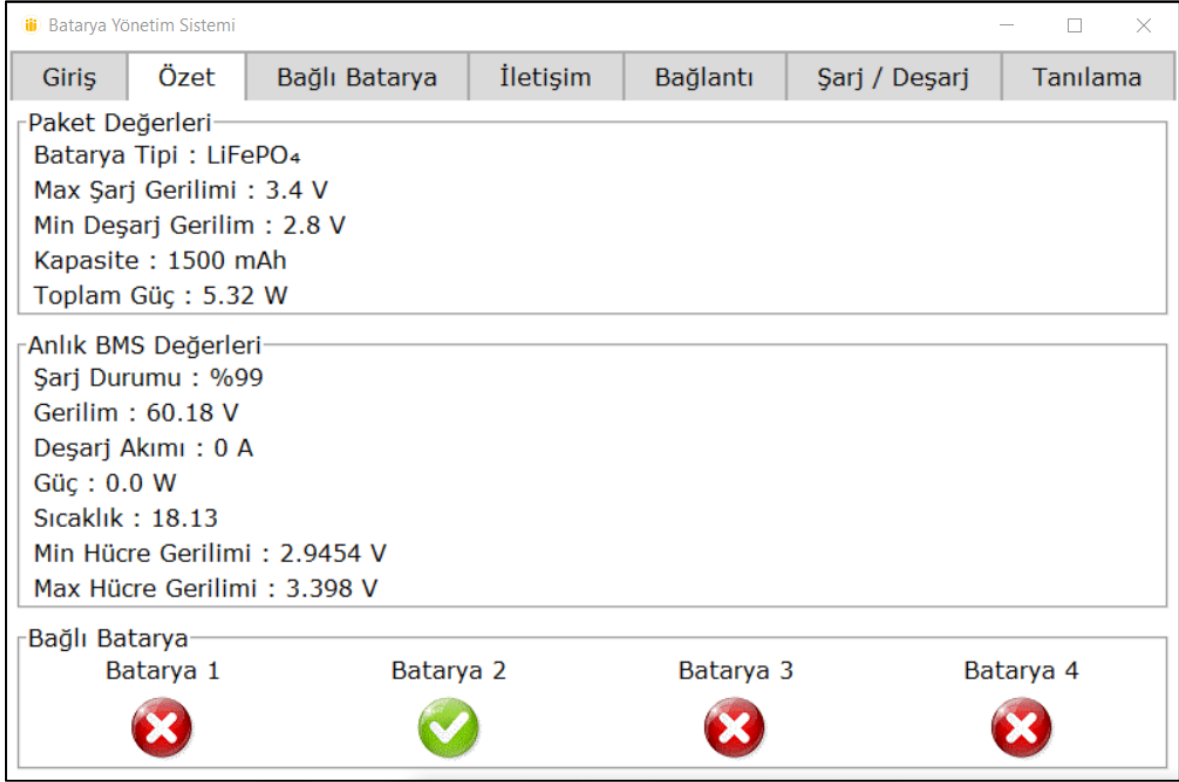 Batarya Yönetim Sistemi
Giriş Özet Bağlı Batarya İletişim Bağlantı Şarj / Deşarj Tanılama
Paket Değerleri
Batarya Tipi : LiFePO₄
Max Şarj Gerilimi : 3.4 V
Min Deşarj Gerilim : 2.8 V
Kapasite : 1500 mAh
Toplam Güç : 5.32 W
Anlık BMS Değerleri
Şarj Durumu : %99
Gerilim : 60.18 V
Deşarj Akımı : 0 A
Güç : 0.0 W
Sıcaklık : 18.13
Min Hücre Gerilimi : 2.9454 V
Max Hücre Gerilimi : 3.398 V
Bağlı Batarya
Batarya 1 Batarya 2 Batarya 3 Batarya 4